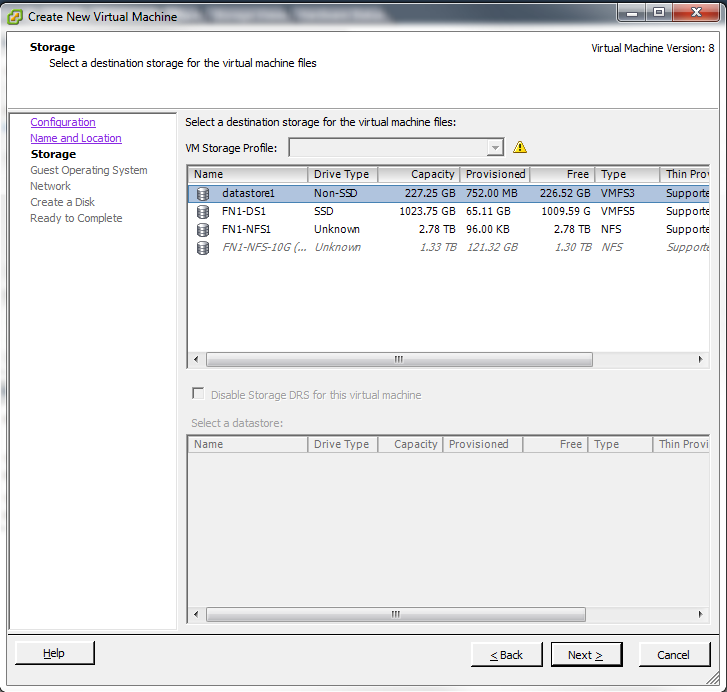 Create New Virtual Machine
Storage
Select a destination storage for the virtual machine files
Virtual Machine Version: 8
Configuration
Name and Location
Storage
Guest Operating System
Network
Create a Disk
Ready to Complete
Select a destination storage for the virtual machine files:
VM Storage Profile:
Name Drive Type Capacity Provisioned Free Type Thin Pro
datastore1 Non-SSD 227.25 GB 752.00 MB 226.52 GB VMFS3 Supporte
FN1-DS1 SSD 1023.75 GB 65.11 GB 1009.59 G VMFS5 Supporte
FN1-NFS1 Unknown 2.78 TB 96.00 KB 2.78 TB NFS Supporte
FN1-NFS-10G (... Unknown 1.33 TB 121.32 GB 1.30 TB NFS Supporte
Disable Storage DRS for this virtual machine
Select a datastore:
Name Drive Type Capacity Provisioned Free Type Thin Provi
Help
< Back
Next >
Cancel